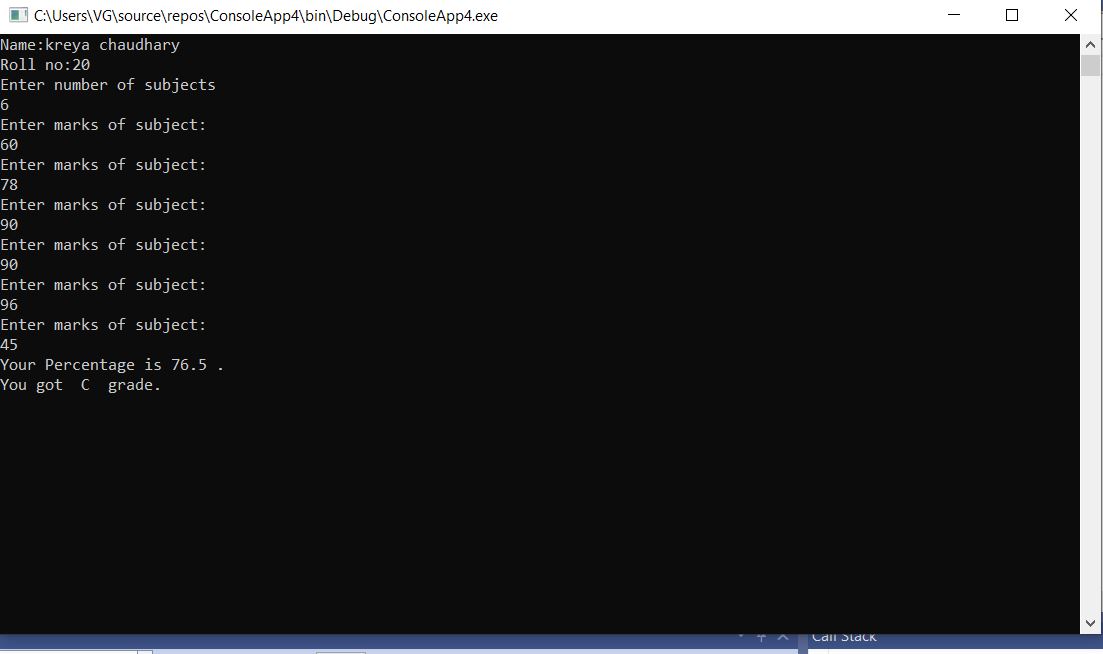 C:\Users\VG\source\repos\ConsoleApp4\bin\Debug\ConsoleApp4.exe
Name:kreya chaudhary
Roll no:20
Enter number of subjects
6
Enter marks of subject:
60
Enter marks of subject:
78
Enter marks of subject:
90
Enter marks of subject:
90
Enter marks of subject:
96
Enter marks of subject:
45
Your Percentage is 76.5 .
You got  C  grade.
Call Stack